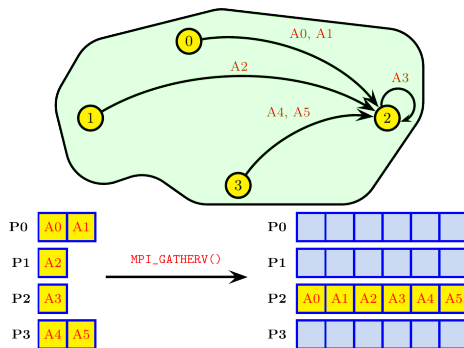 0
A0, A1
A2
A3
1
A4, A5
2
3
P0 A0 A1
P0
P1 A2
MPI_GATHERV()
P1
P2 A3
P2 A0 A1 A2 A3 A4 A5
P3 A4 A5
P3